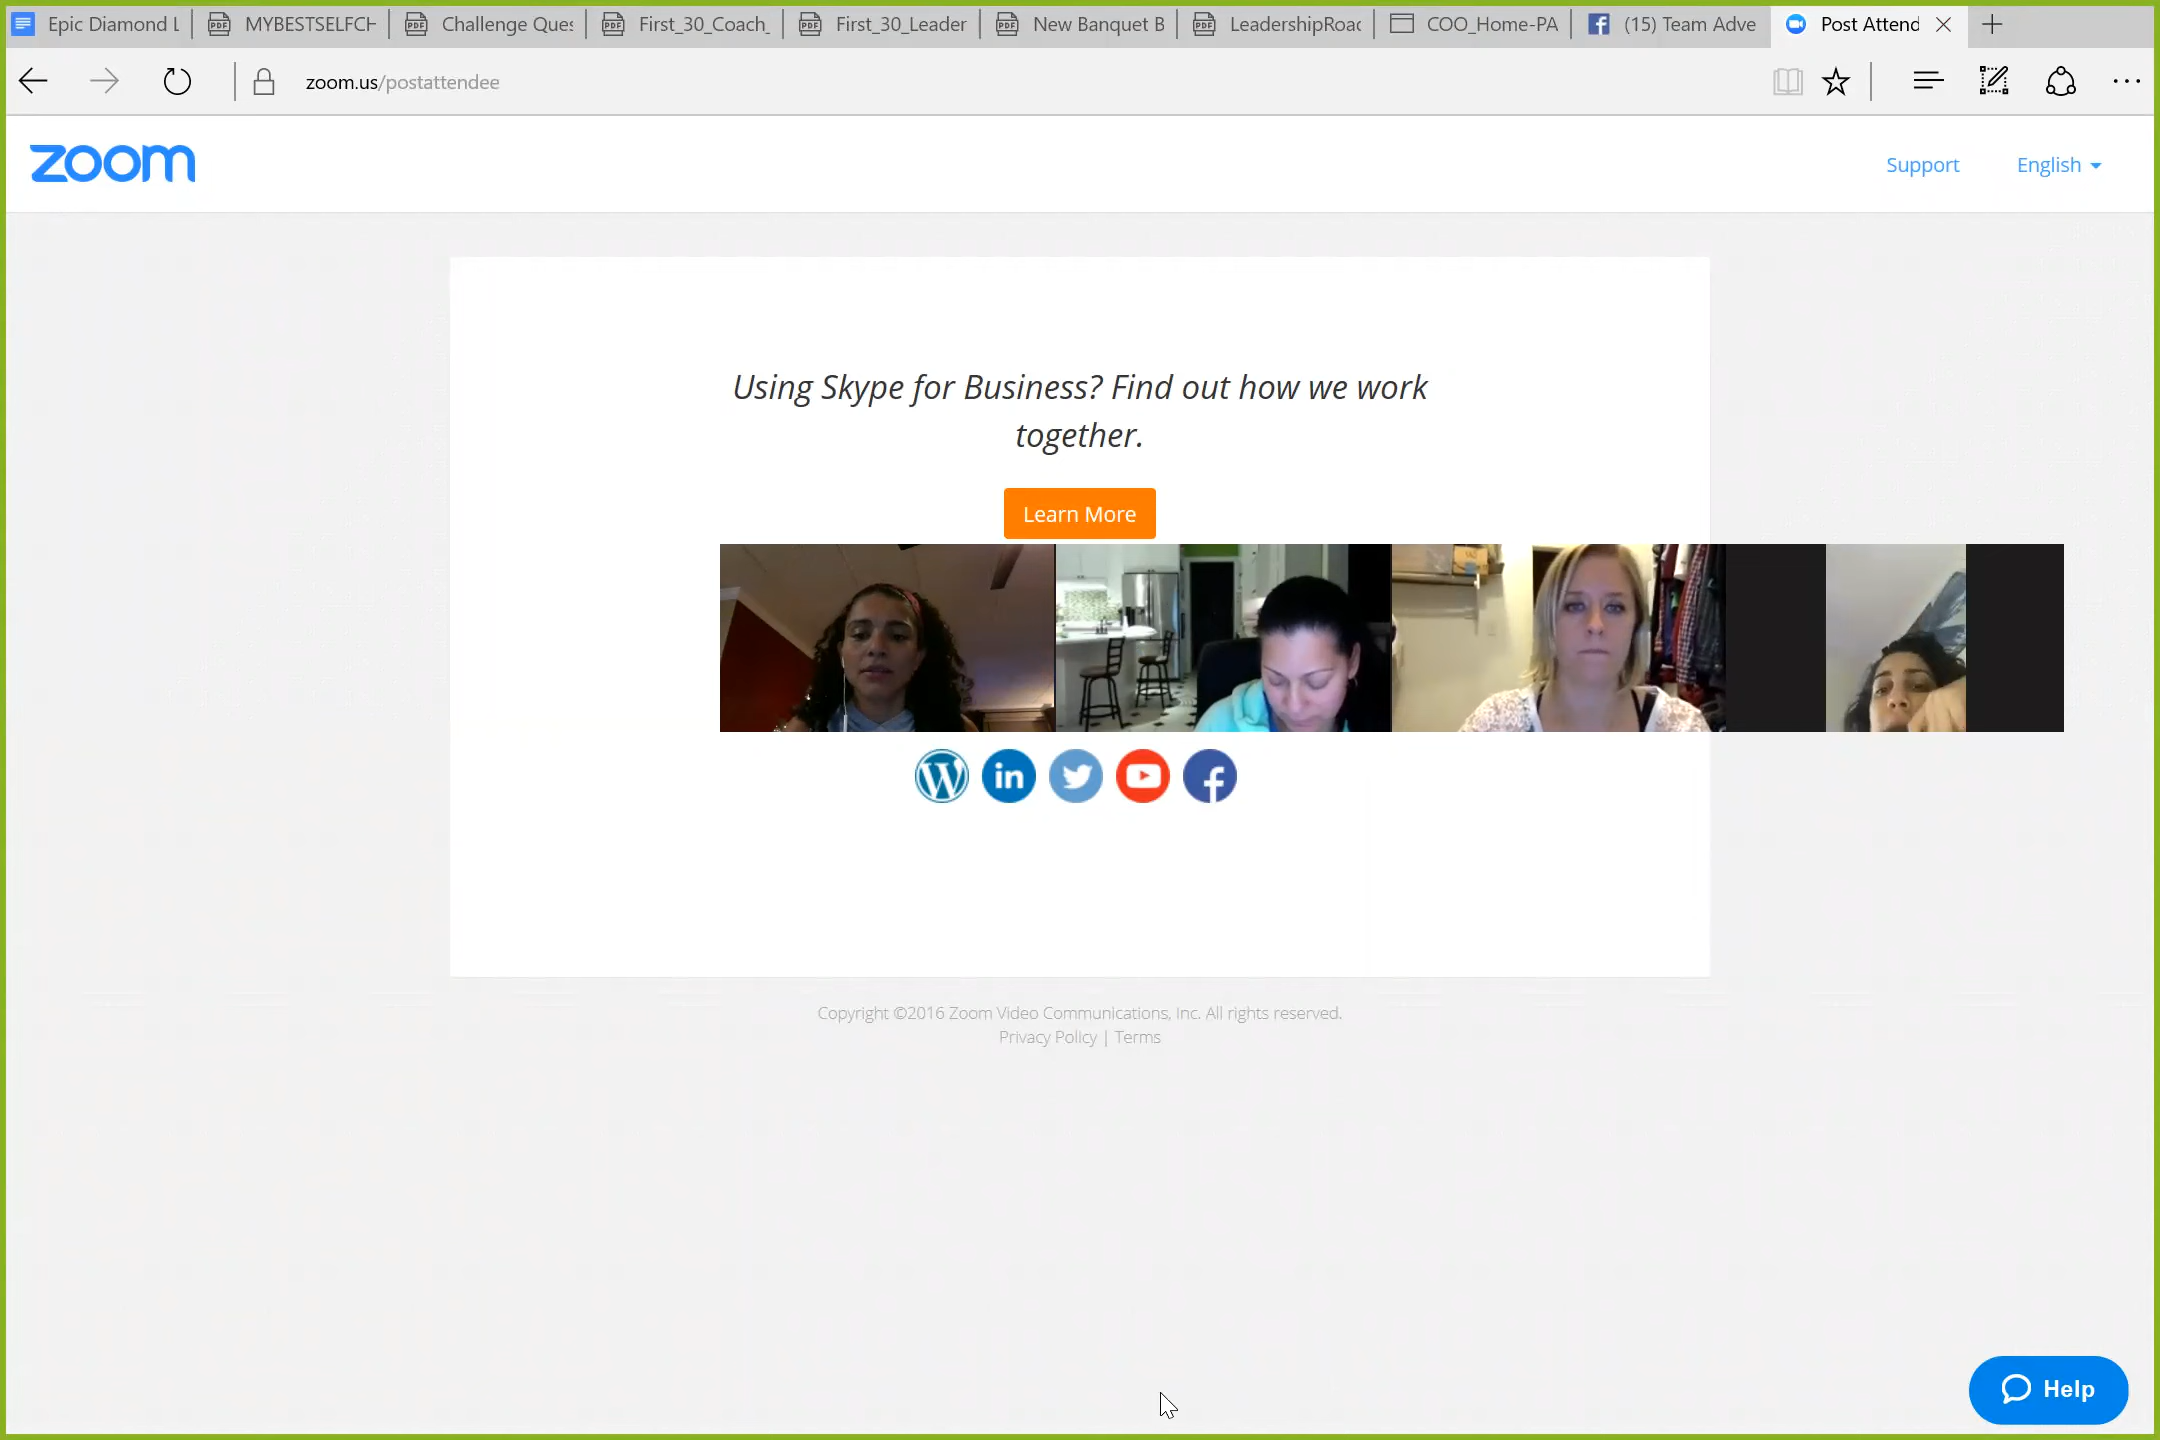 Epic Diamond L
MYBESTSELFCH
Challenge Ques
First_30_Coach_
First_30_Leader
New Banquet B
LeadershipRoad
COO_Home-PA
(15) Team Adve
Post Attend
zoom.us/postattendee
zoom
Support
English
Using Skype for Business? Find out how we work
together.
Learn More
Copyright ©2016 Zoom Video Communications, Inc. All rights reserved.
Privacy Policy | Terms
Help